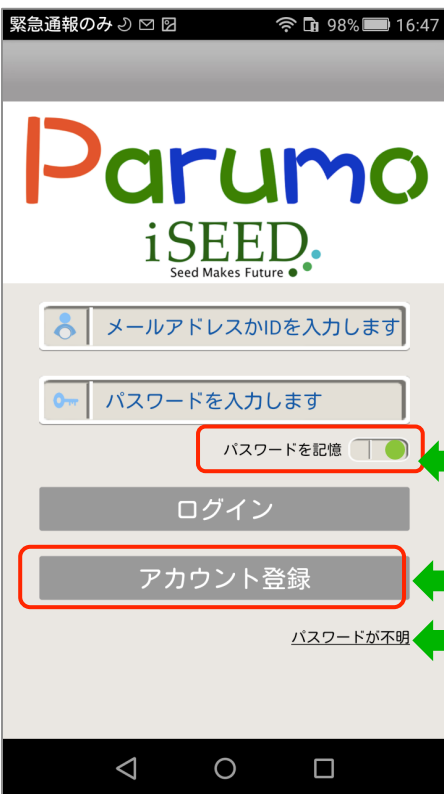 緊急通報のみ 98% 16:47
Parumo
iSEED
Seed Makes Future
メールアドレスかIDを入力します
パスワードを入力します
パスワードを記憶
ログイン
アカウント登録
パスワードが不明